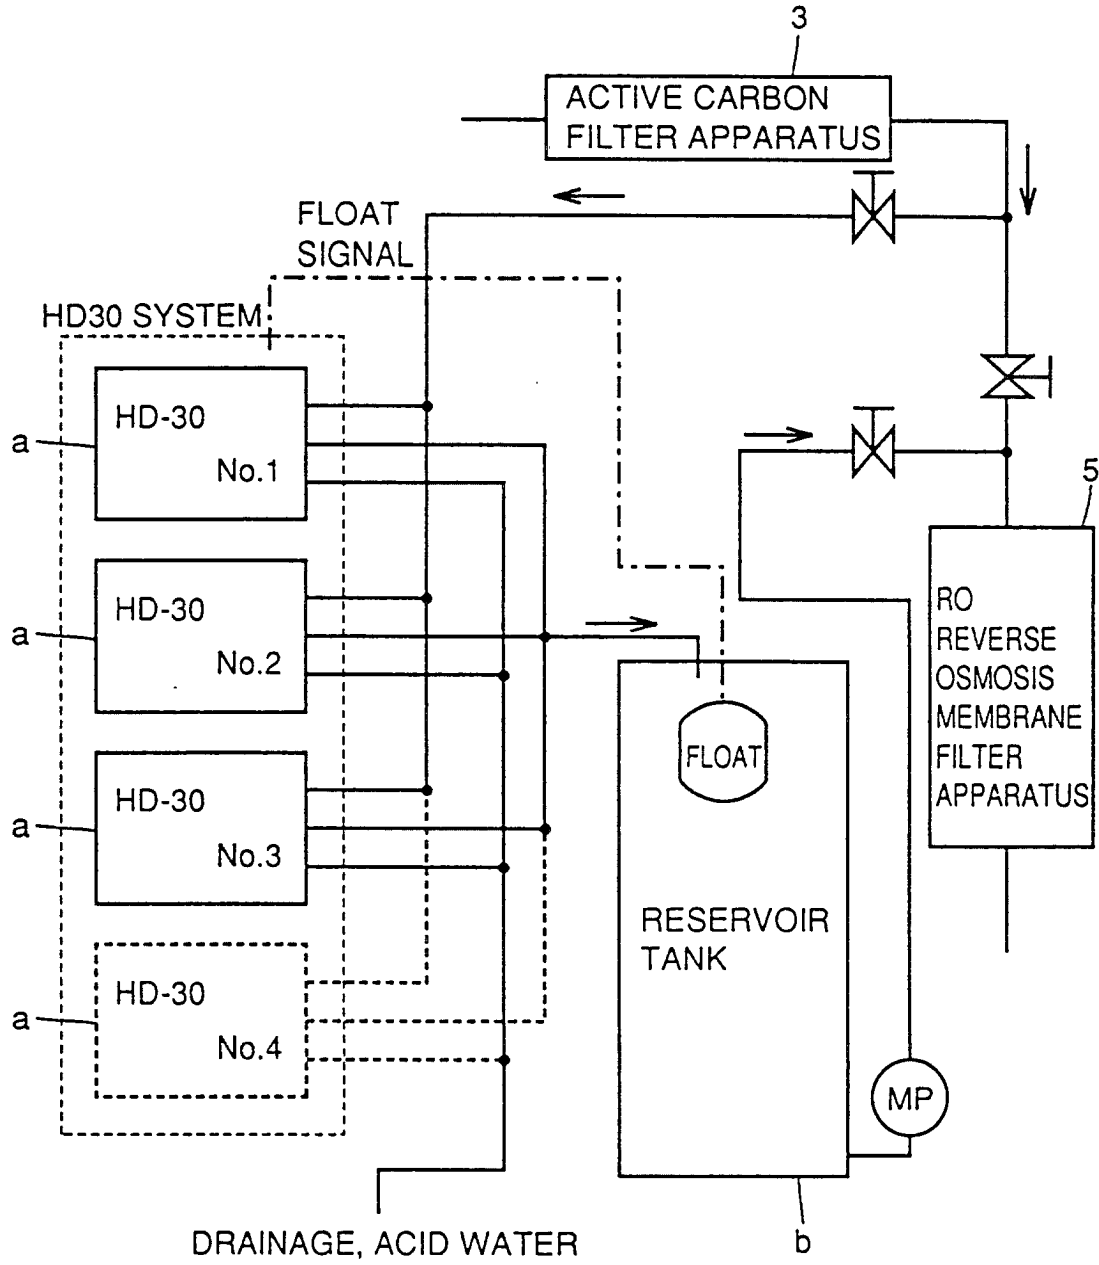 3
ACTIVE CARBON
FILTER APPARATUS
FLOAT
SIGNAL
HD30 SYSTEM
HD-30
a
No.1
5
HD-30
a
No.2
RO
REVERSE
OSMOSIS
MEMBRANE
FILTER
APPARATUS
FLOAT
HD-30
a
No.3
RESERVOIR
TANK
HD-30
a
No.4
MP
DRAINAGE, ACID WATER
b